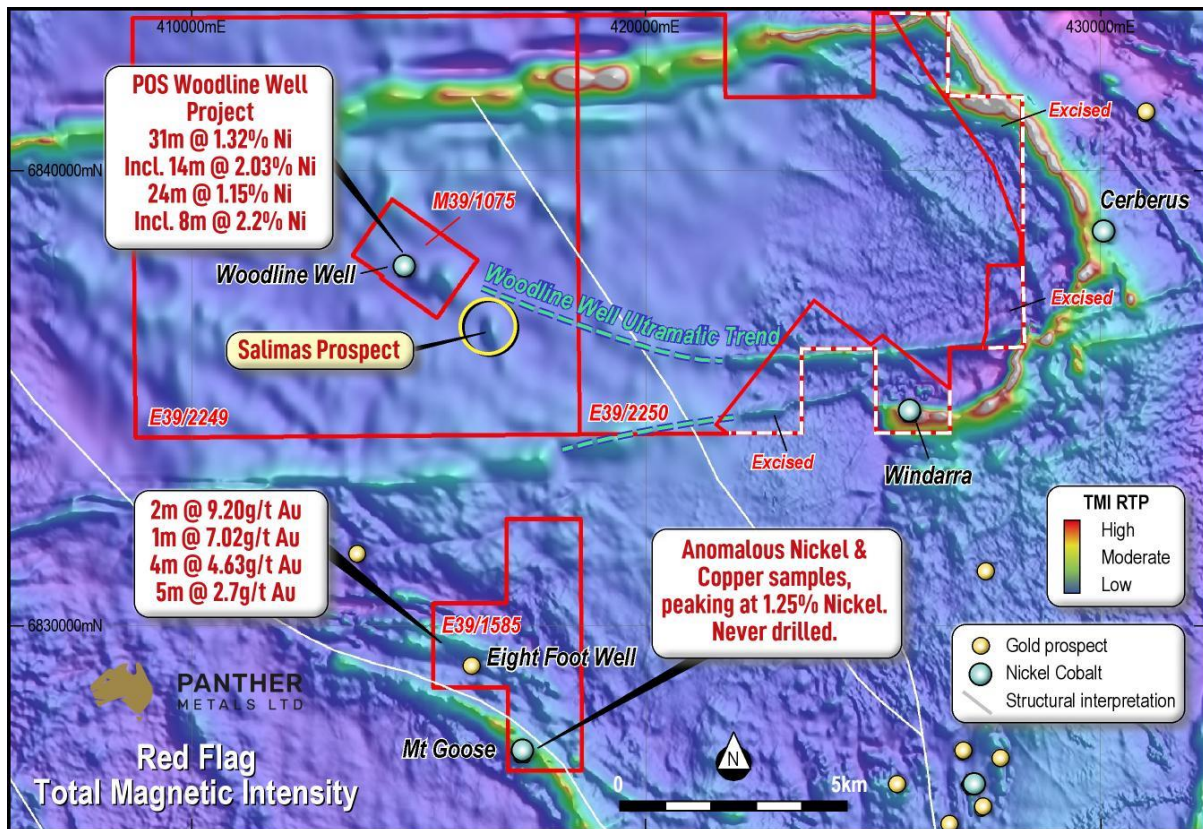 410000mE
420000mE
430000mE
POS Woodline Well
Project
31m @ 1.32% Ni
Incl. 14m @ 2.03% Ni
24m @ 1.15% Ni
Incl. 8m @ 2.2% Ni
Excised
6840000mN
M39/1075
Cerberus
Woodline Well
Woodline Well Ultramatic Trend
Excised
Salimas Prospect
E39/2249
E39/2250
Excised
Windarra
TMI RTP
High
Moderate
Low
2m @ 9.20g/t Au
1m @ 7.02g/t Au
4m @ 4.63g/t Au
5m @ 2.7g/t Au
Anomalous Nickel &
Copper samples,
peaking at 1.25% Nickel.
Never drilled.
6830000mN
E39/1585
Eight Foot Well
Gold prospect
Nickel Cobalt
Structural interpretation
PANTHER
METALS LTD
Mt Goose
Red Flag
Total Magnetic Intensity
N
0
5km